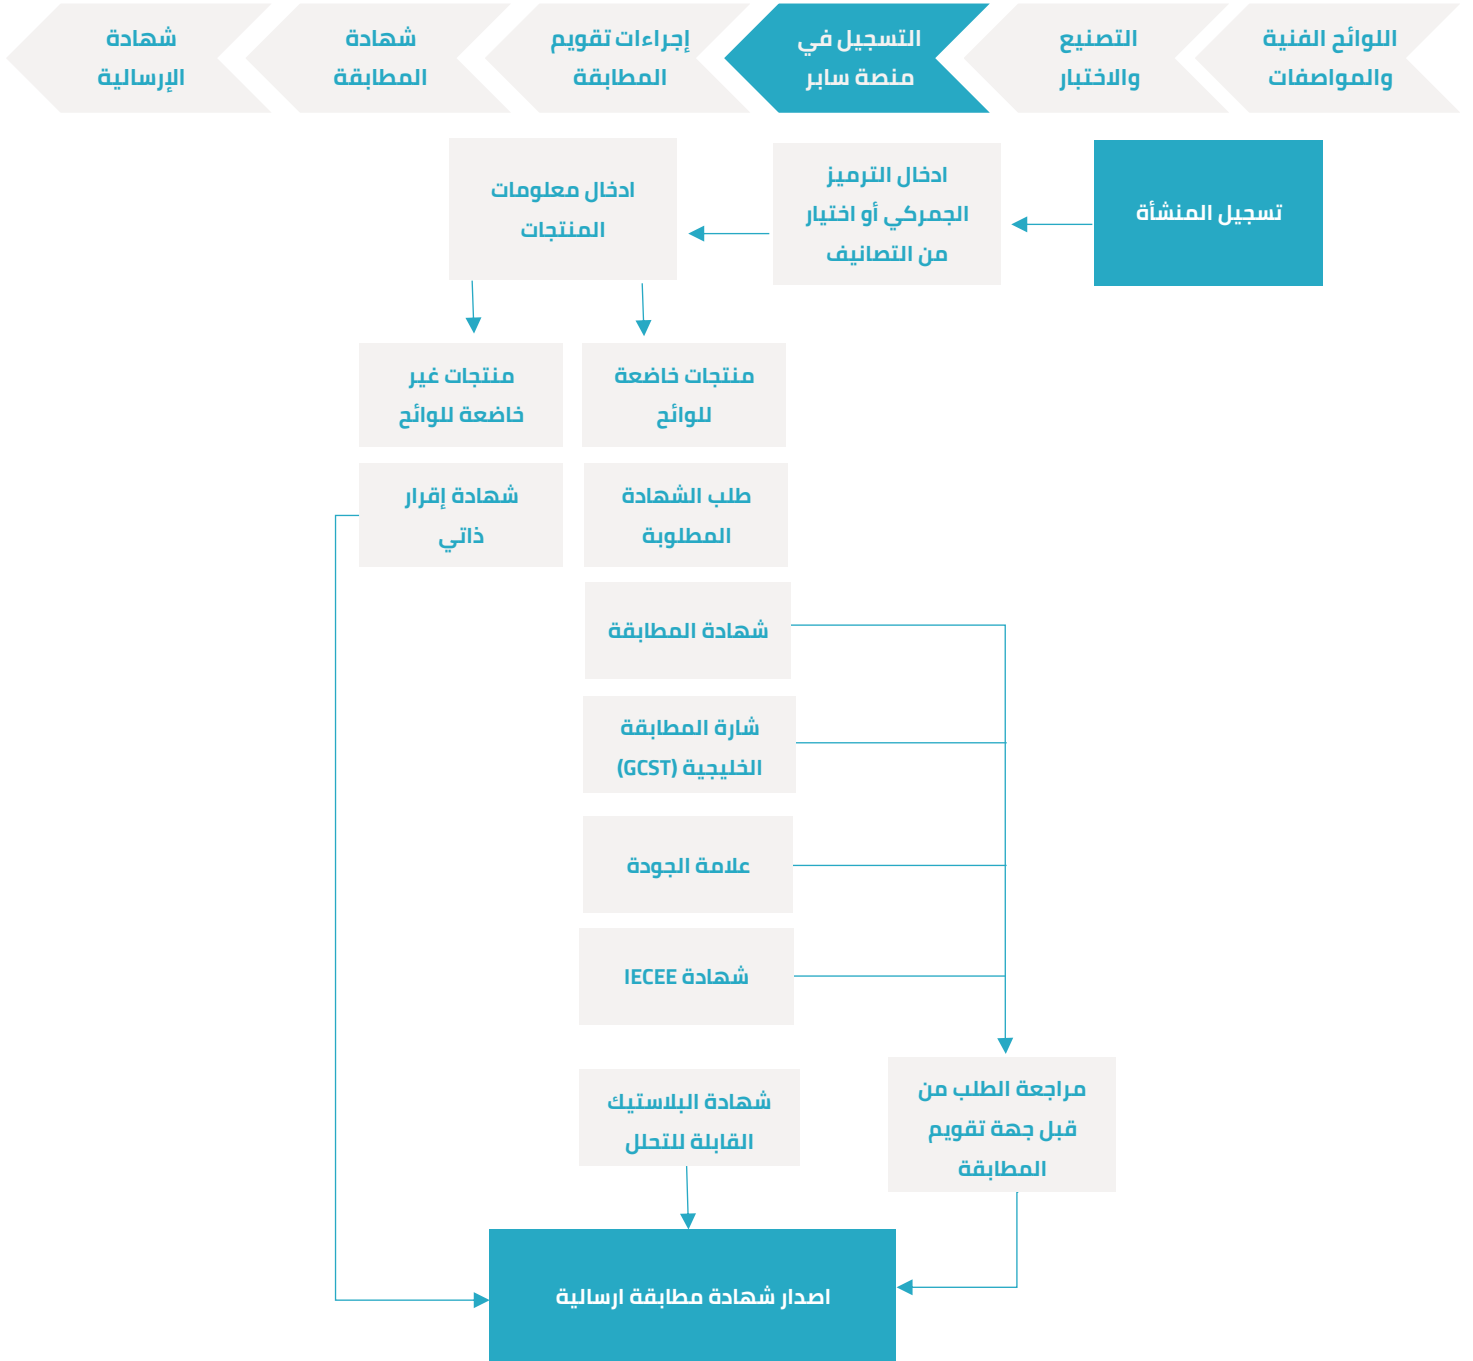 اللوائح الفنية
والمواصفات
التصنيع
والاختبار
التسجيل في
منصة سابر
إجراءات تقويم
المطابقة
شهادة
المطابقة
شهادة
الإرسالية
تسجيل المنشأة
ادخال الترميز
الجمركي أو اختيار
من التصانيف
ادخال معلومات
المنتجات
منتجات خاضعة
للوائح
منتجات غير
خاضعة للوائح
طلب الشهادة
المطلوبة
شهادة إقرار
ذاتي
شهادة المطابقة
شارة المطابقة
الخليجية (GCST)
علامة الجودة
شهادة IECEE
مراجعة الطلب من
قبل جهة تقويم
المطابقة
شهادة البلاستيك
القابلة للتحلل
اصدار شهادة مطابقة ارسالية